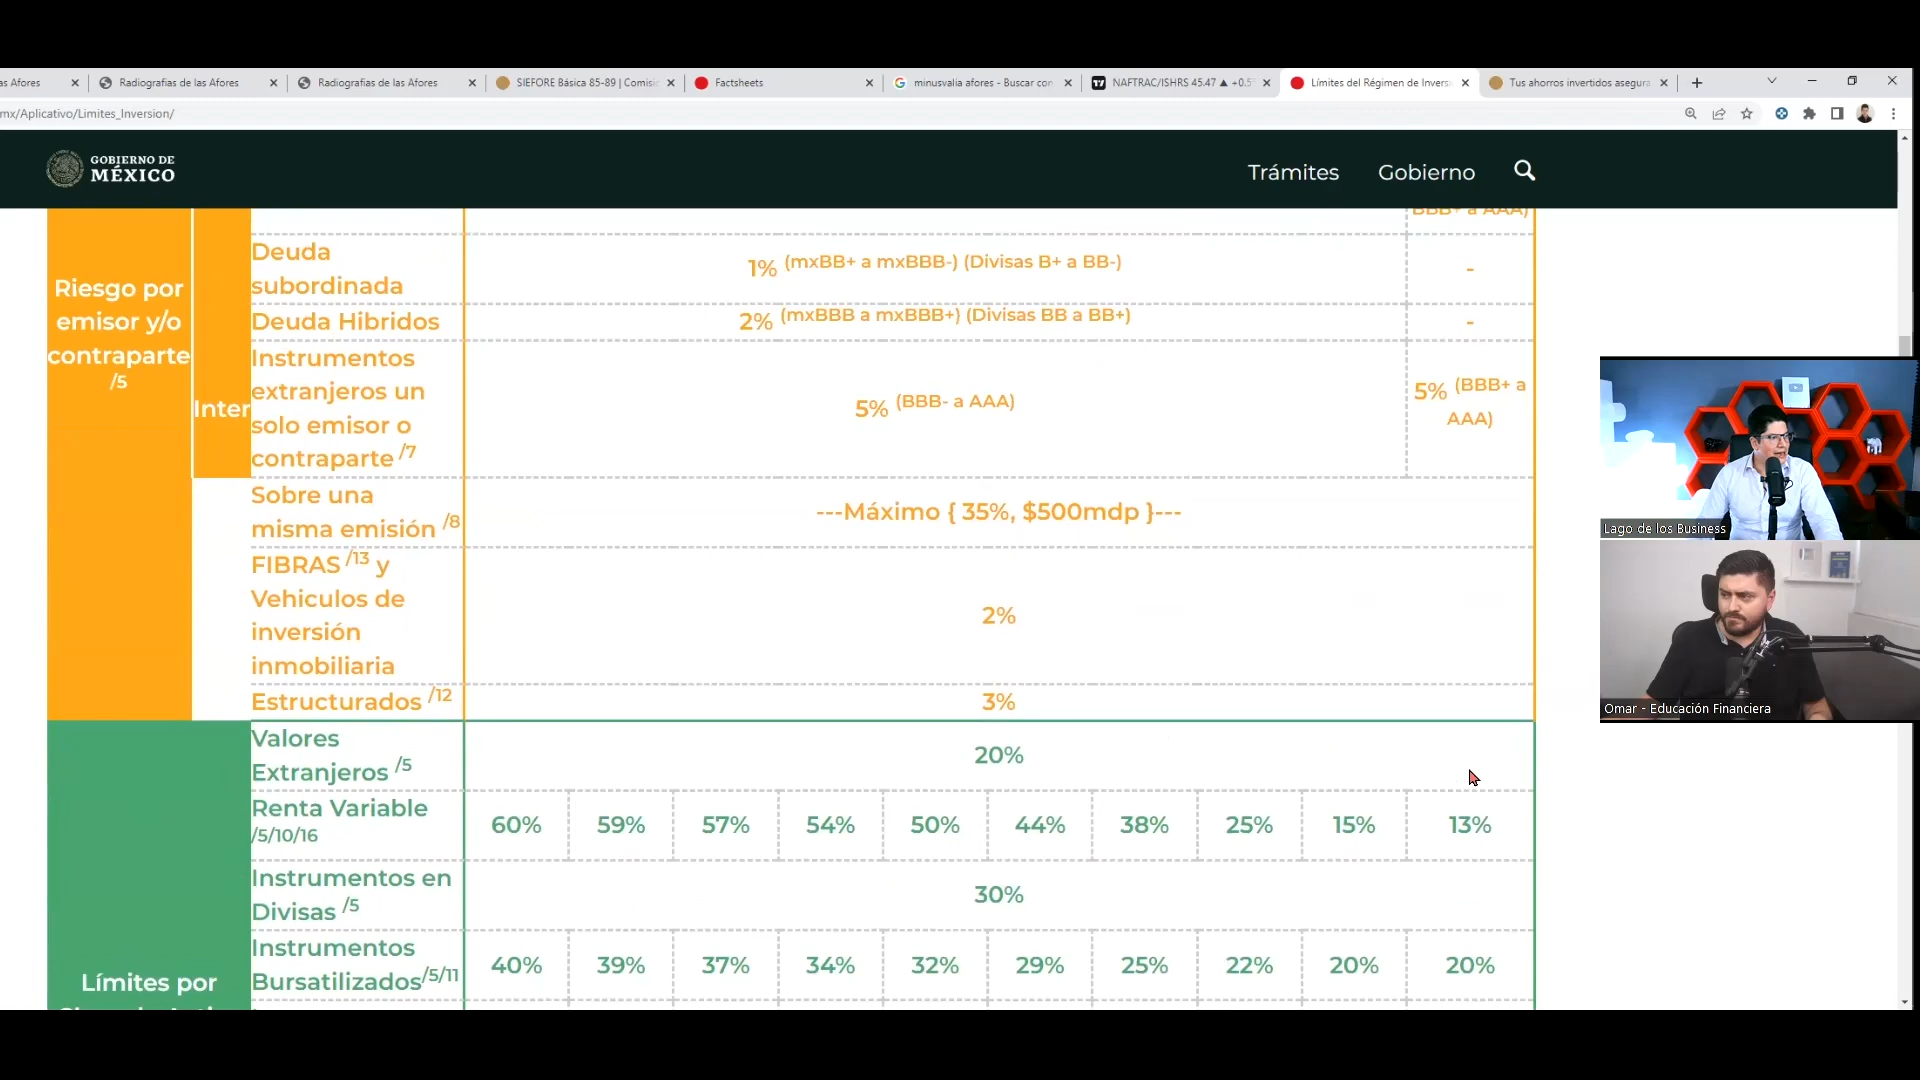 as Afores
Radiografias de las Afores
Radiografias de las Afores
SIEFORE Básica 85-89 | Comisi
Factsheets
minusvalia afores - Buscar con
NAFTRAC/ISHRS 45.47 ▲ +0.5
Límites del Régimen de Invers
Tus ahorros invertidos asegura
mx/Aplicativo/Limites_Inversion/
GOBIERNO DE
MÉXICO
Trámites
Gobierno
BBB+ a AAA)
Riesgo por
emisor y/o
contraparte
/5
Inter
Deuda
subordinada
1% (mxBB+ a mxBBB-) (Divisas B+ a BB-)
-
Deuda Hibridos
2% (mxBBB a mxBBB+) (Divisas BB a BB+)
-
Instrumentos
extranjeros un
solo emisor o
contraparte /7
5% (BBB- a AAA)
5% (BBB+ a
AAA)
Sobre una
misma emisión /8
---Máximo { 35%, $500mdp }---
FIBRAS /13 y
Vehiculos de
inversión
inmobiliaria
2%
Estructurados /12
3%
Valores
Extranjeros /5
20%
Renta Variable
/5/10/16
60% 59% 57% 54% 50% 44% 38% 25% 15% 13%
Instrumentos en
Divisas /5
30%
Instrumentos
Bursatilizados/5/11
40% 39% 37% 34% 32% 29% 25% 22% 20% 20%
Límites por
Lago de los Business
Omar - Educación Financiera